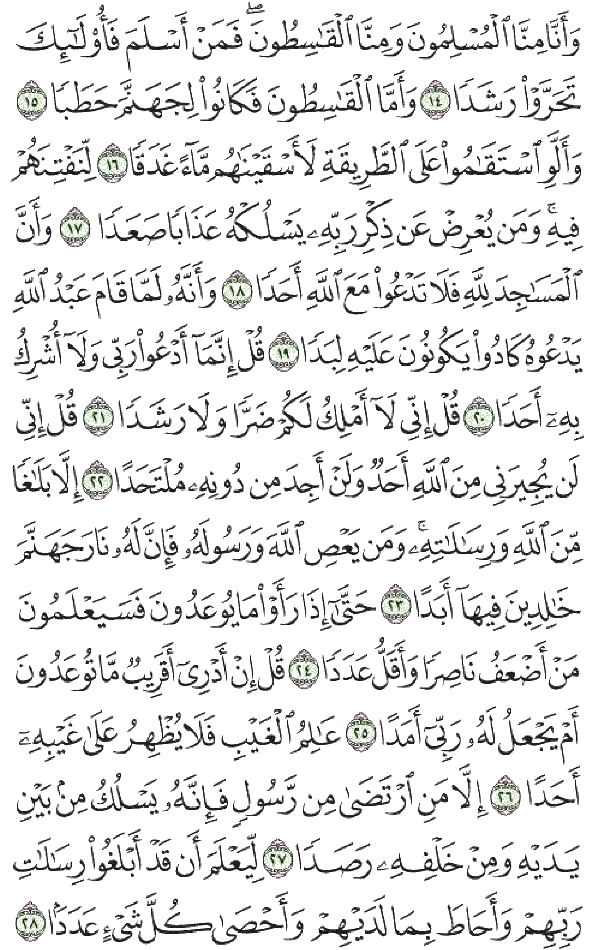 وَأَنَّا مِنَّا ٱلْمُسْلِمُونَ وَمِنَّا ٱلْقَـٰسِطُونَ ۖ فَمَنْ أَسْلَمَ فَأُو۟لَـٰٓئِكَ
تَحَرَّوْا۟ رَشَدًا ١٤ وَأَمَّا ٱلْقَـٰسِطُونَ فَكَانُوا۟ لِجَهَنَّمَ حَطَبًا ١٥
وَأَلَّوِ ٱسْتَقَـٰمُوا۟ عَلَى ٱلطَّرِيقَةِ لَأَسْقَيْنَـٰهُم مَّآءً غَدَقًا ١٦ لِّنَفْتِنَهُمْ
فِيهِ ۚ وَمَن يُعْرِضْ عَن ذِكْرِ رَبِّهِۦ يَسْلُكْهُ عَذَابًا صَعَدًا ١٧ وَأَنَّ
ٱلْمَسَـٰجِدَ لِلَّهِ فَلَا تَدْعُوا۟ مَعَ ٱللَّهِ أَحَدًا ١٨ وَأَنَّهُۥ لَمَّا قَامَ عَبْدُ ٱللَّهِ
يَدْعُوهُ كَادُوا۟ يَكُونُونَ عَلَيْهِ لِبَدًا ١٩ قُلْ إِنَّمَآ أَدْعُوا۟ رَبِّى وَلَآ أُشْرِكُ
بِهِۦٓ أَحَدًا ٢٠ قُلْ إِنِّى لَآ أَمْلِكُ لَكُمْ ضَرًّا وَلَا رَشَدًا ٢١ قُلْ إِنِّى
لَن يُجِيرَنِى مِنَ ٱللَّهِ أَحَدٌ وَلَنْ أَجِدَ مِن دُونِهِۦ مُلْتَحَدًا ٢٢ إِلَّا بَلَـٰغًا
مِّنَ ٱللَّهِ وَرِسَـٰلَـٰتِهِۦ ۚ وَمَن يَعْصِ ٱللَّهَ وَرَسُولَهُۥ فَإِنَّ لَهُۥ نَارَ جَهَنَّمَ
خَـٰلِدِينَ فِيهَآ أَبَدًا ٢٣ حَتَّىٰٓ إِذَا رَأَوْا۟ مَا يُوعَدُونَ فَسَيَعْلَمُونَ
مَنْ أَضْعَفُ نَاصِرًا وَأَقَلُّ عَدَدًا ٢٤ قُلْ إِنْ أَدْرِىٓ أَقَرِيبٌ مَّا تُوعَدُونَ
أَمْ يَجْعَلُ لَهُۥ رَبِّىٓ أَمَدًا ٢٥ عَـٰلِمُ ٱلْغَيْبِ فَلَا يُظْهِرُ عَلَىٰ غَيْبِهِۦٓ
أَحَدًا ٢٦ إِلَّا مَنِ ٱرْتَضَىٰ مِن رَّسُولٍ فَإِنَّهُۥ يَسْلُكُ مِنۢ بَيْنِ
يَدَيْهِ وَمِنْ خَلْفِهِۦ رَصَدًا ٢٧ لِّيَعْلَمَ أَن قَدْ أَبْلَغُوا۟ رِسَـٰلَـٰتِ
رَبِّهِمْ وَأَحَاطَ بِمَا لَدَيْهِمْ وَأَحْصَىٰ كُلَّ شَىْءٍ عَدَدًۢا ٢٨